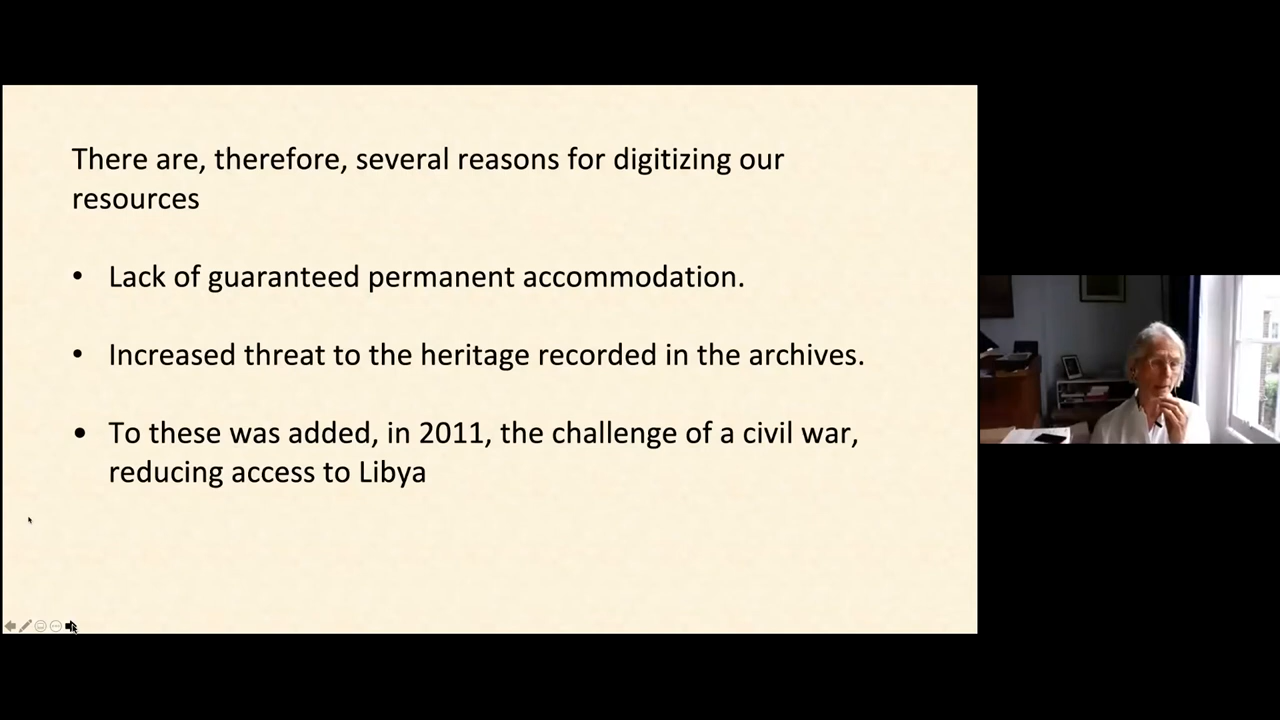 There are, therefore, several reasons for digitizing our
resources
• Lack of guaranteed permanent accommodation.
• Increased threat to the heritage recorded in the archives.
• To these was added, in 2011, the challenge of a civil war,
reducing access to Libya